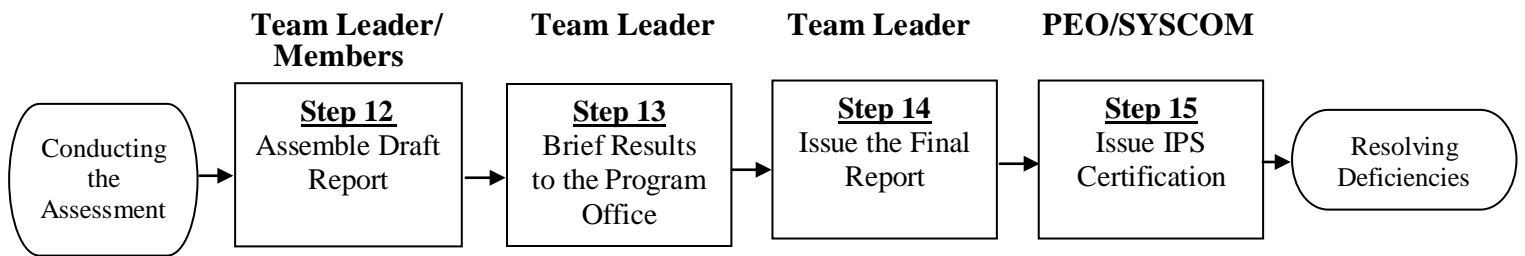 Team Leader/
Members
Team Leader
Team Leader
PEO/SYSCOM
Conducting
the
Assessment
Step 12
Assemble Draft
Report
Step 13
Brief Results
to the Program
Office
Step 14
Issue the Final
Report
Step 15
Issue IPS
Certification
Resolving
Deficiencies